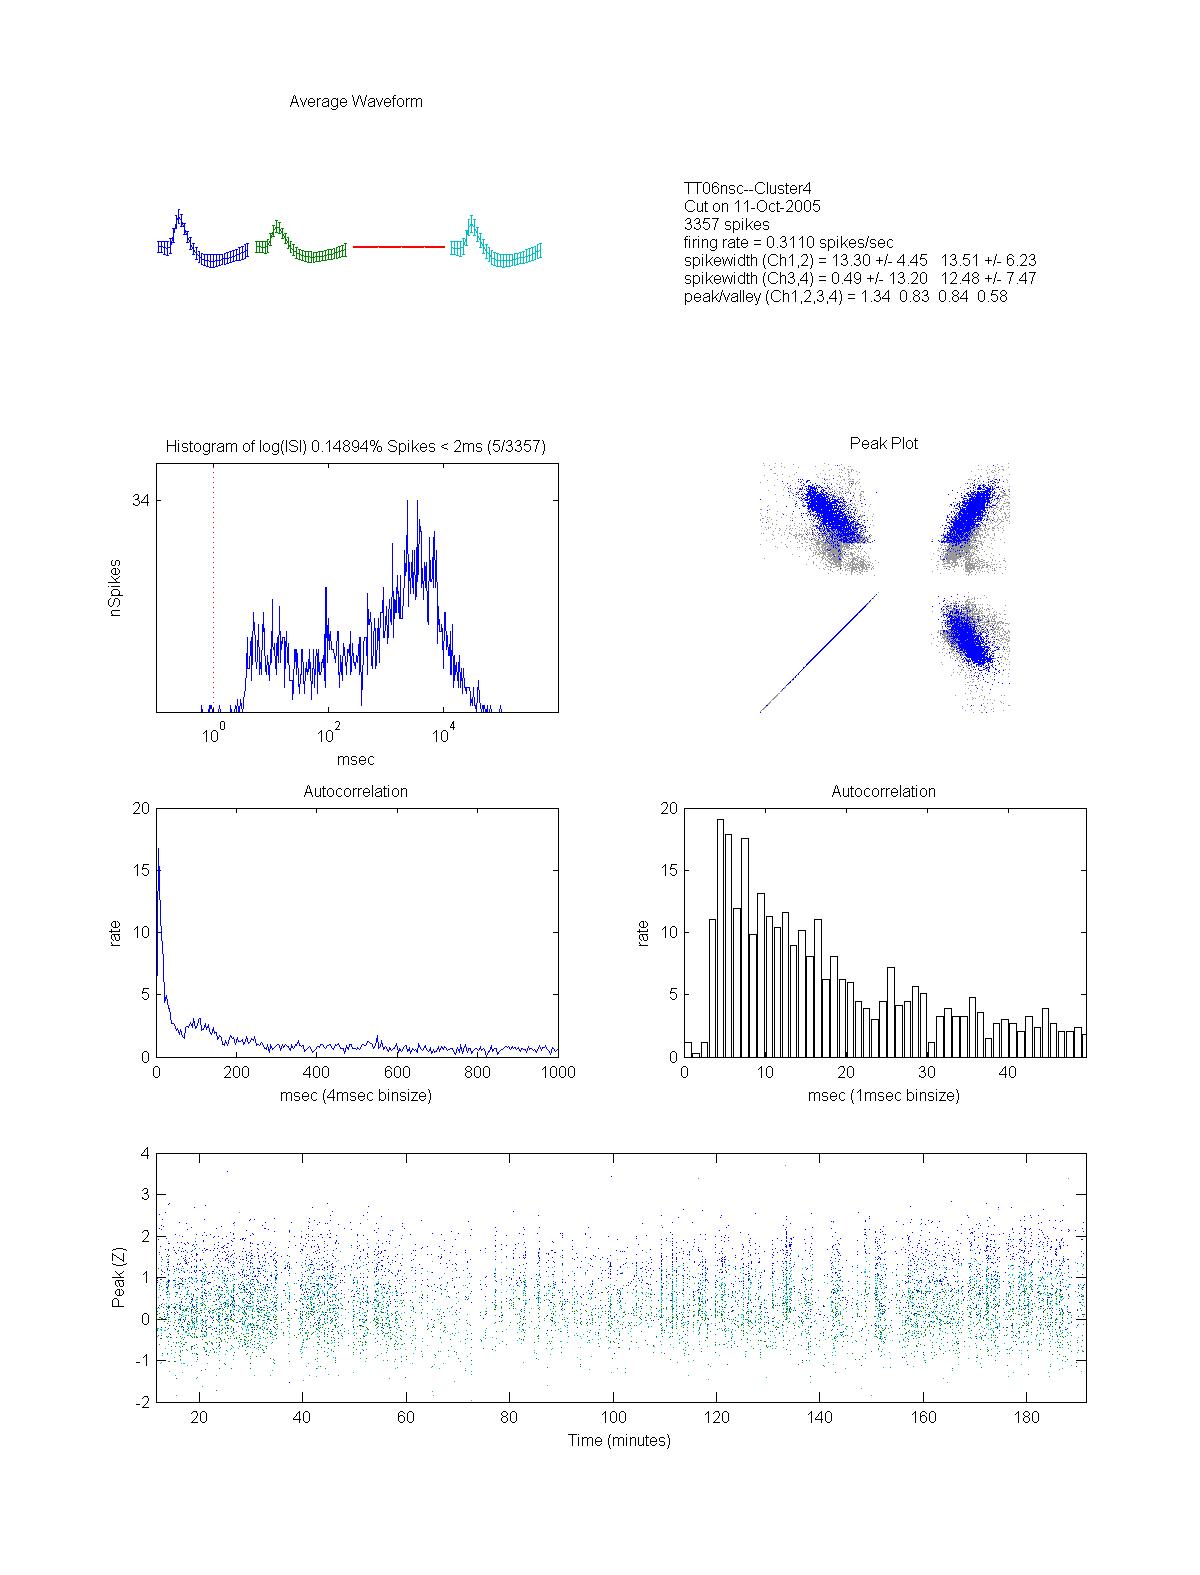 Average Waveform
TT06nsc--Cluster4
Cut on 11-Oct-2005
3357 spikes
firing rate = 0.3110 spikes/sec
spikewidth (Ch1,2) = 13.30 +/- 4.45   13.51 +/- 6.23
spikewidth (Ch3,4) = 0.49 +/- 13.20   12.48 +/- 7.47
peak/valley (Ch1,2,3,4) = 1.34  0.83  0.84  0.58
Histogram of log(ISI) 0.14894% Spikes < 2ms (5/3357)
34
nSpikes
10^0 10^2 10^4
msec
Peak Plot
Autocorrelation
20
15
10
5
0
rate
0 200 400 600 800 1000
msec (4msec binsize)
Autocorrelation
20
15
10
5
0
rate
0 10 20 30 40
msec (1msec binsize)
4
3
2
1
0
-1
-2
Peak (Z)
20 40 60 80 100 120 140 160 180
Time (minutes)